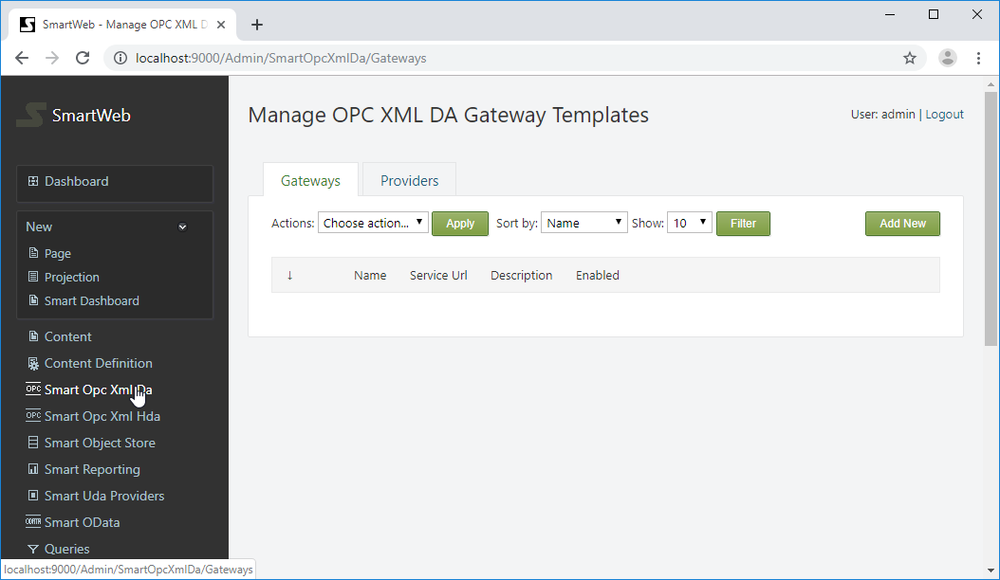 SmartWeb - Manage OPC XML D
localhost:9000/Admin/SmartOpcXmlDa/Gateways
SmartWeb
Manage OPC XML DA Gateway Templates
User: admin | Logout
Dashboard
Gateways
Providers
New
Actions: Choose action... Apply Sort by: Name Show: 10 Filter Add New
Page
Projection
Smart Dashboard
↓ Name Service Url Description Enabled
Content
Content Definition
OPC Smart Opc Xml Da
OPC Smart Opc Xml Hda
Smart Object Store
Smart Reporting
Smart Uda Providers
ODATA Smart OData
Queries
localhost:9000/Admin/SmartOpcXmlDa/Gateways